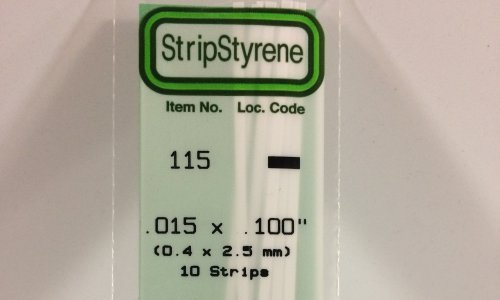 StripStyrene
Item No. Loc. Code
115
.015 x .100"
(0.4 x 2.5 mm)
10 Strips